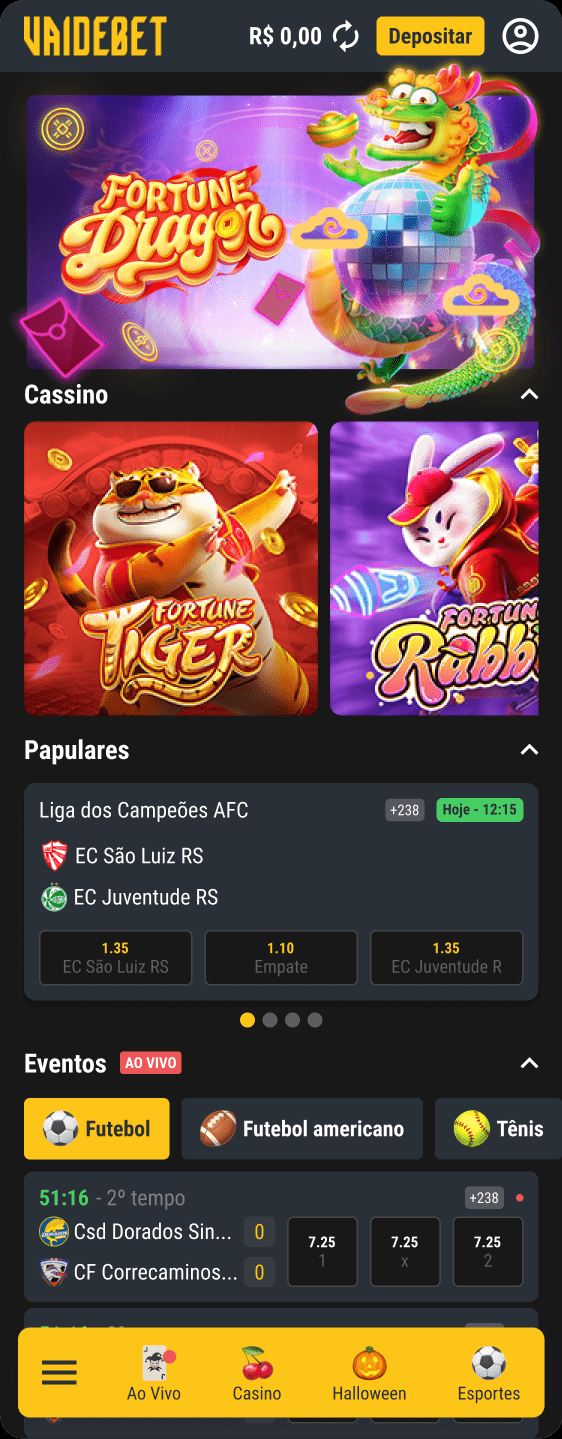 VAIDEBET
R$ 0,00
Depositar
FORTUNE
Dragon
Cassino
FORTUNE
TIGER
FORTUN
Rabb
Papulares
Liga dos Campeões AFC
+238
Hoje - 12:15
EC São Luiz RS
EC Juventude RS
1.35
1.10
1.35
EC São Luiz RS
Empate
EC Juventude R
Eventos
AO VIVO
Futebol
Futebol americano
Tênis
51:16 - 2º tempo
+238
Csd Dorados Sin...
0
CF Correcaminos...
0
7.25
7.25
7.25
1
x
2
Ao Vivo
Casino
Halloween
Esportes